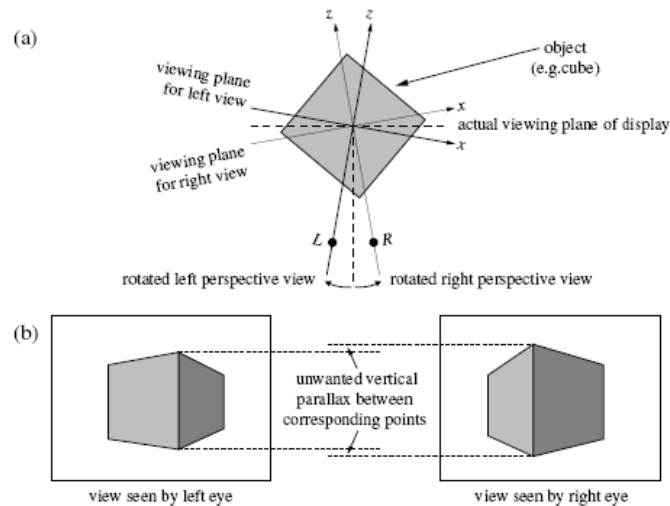 (a)
z z
object
(e.g.cube)
viewing plane
for left view
x
actual viewing plane of display
x
viewing plane
for right view
L R
rotated left perspective view rotated right perspective view
(b)
unwanted vertical
parallax between
corresponding points
view seen by left eye view seen by right eye